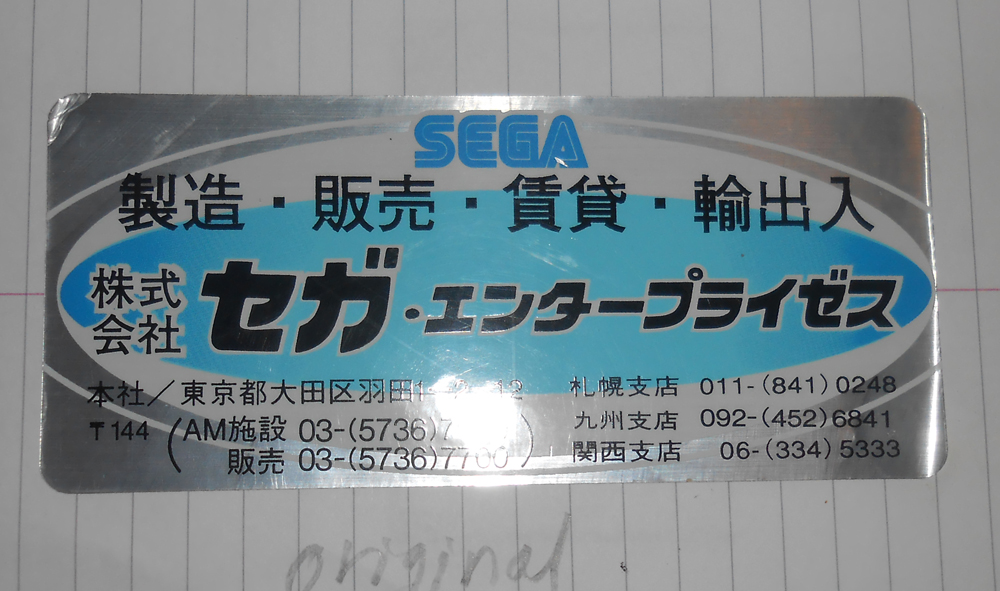 SEGA
製造・販売・賃貸・輸出入
株式会社 セガ・エンタープライゼス
本社／東京都大田区羽田
〒144 (AM施設 03-(5736)7
販売 03-(5736)7700)
札幌支店 011-(841)0248
九州支店 092-(452)6841
関西支店 06-(334)5333
original